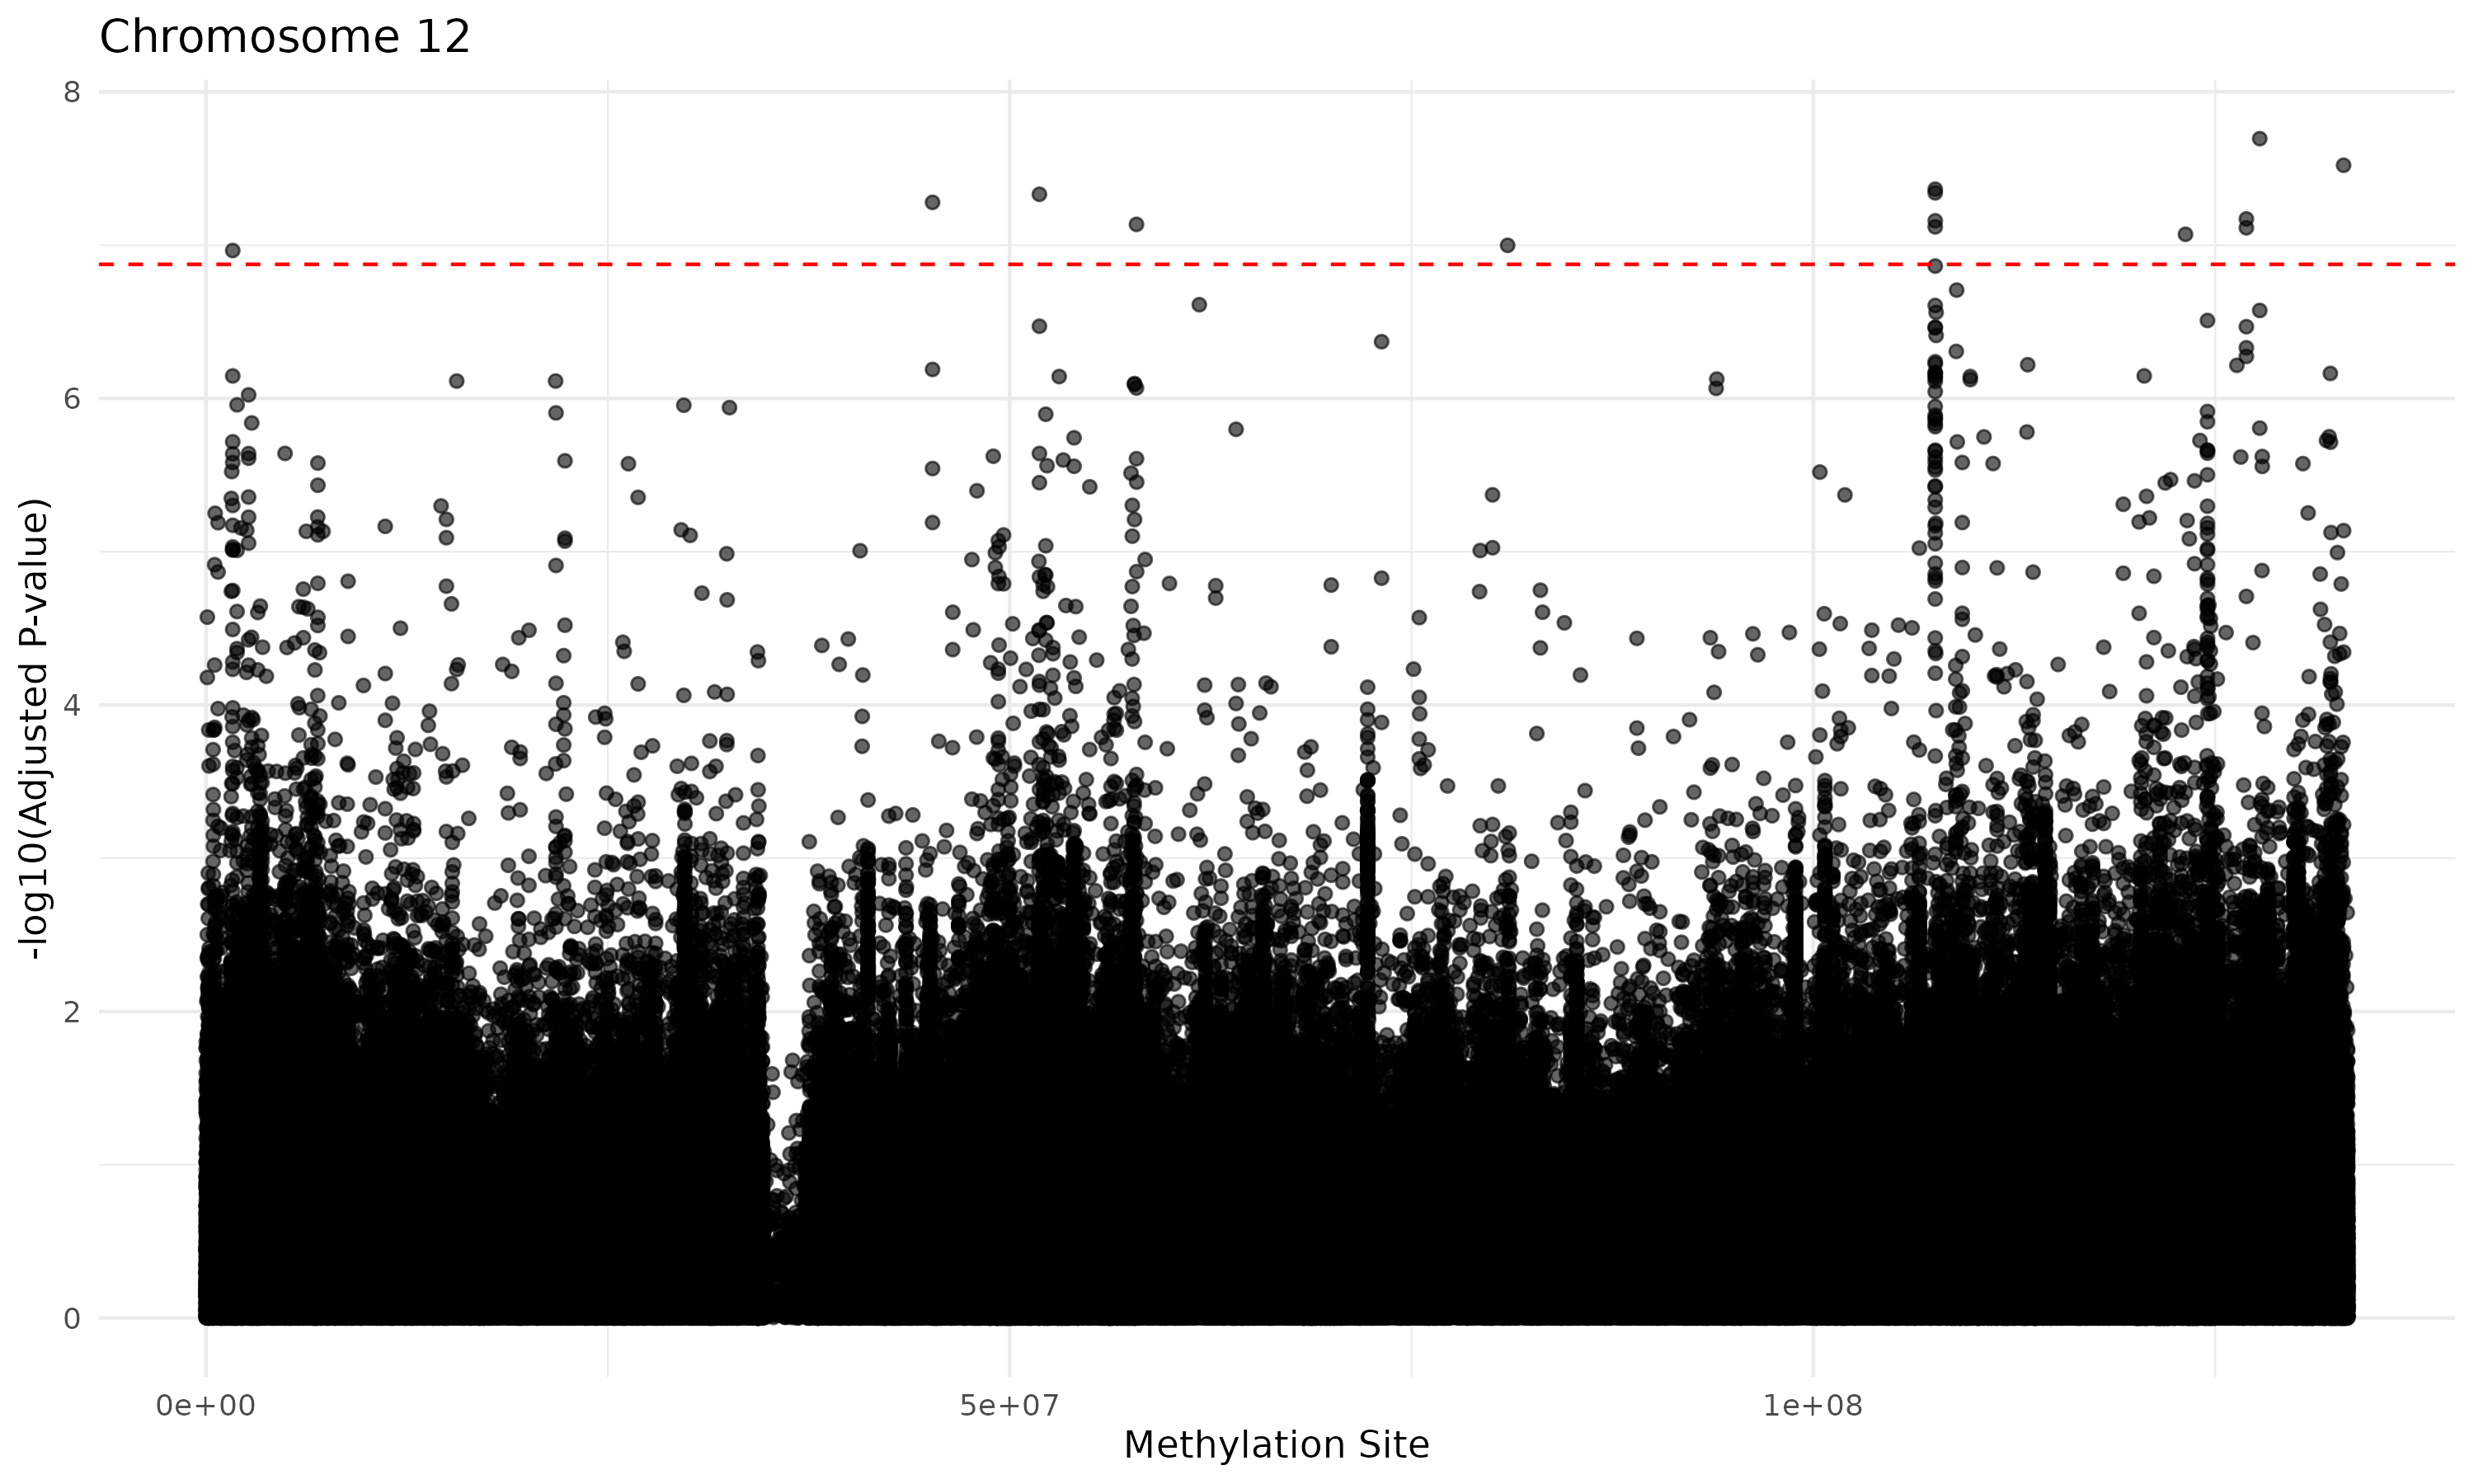 Chromosome 12
-log10(Adjusted P-value)
8
6
4
2
0
0e+00
5e+07
1e+08
Methylation Site